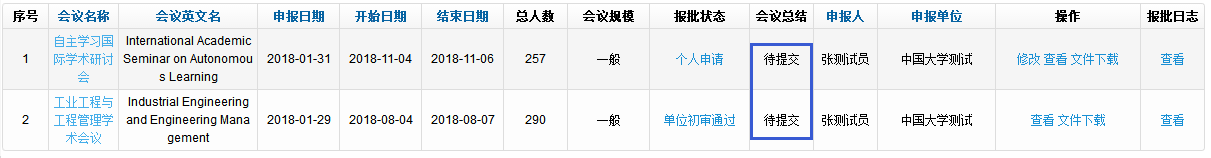 序号 会议名称 会议英文名 申报日期 开始日期 结束日期 总人数 会议规模 报批状态 会议总结 申报人 申报单位 操作 报批日志
1 自主学习国际学术研讨会 International Academic Seminar on Autonomous Learning 2018-01-31 2018-11-04 2018-11-06 257 一般 个人申请 待提交 张测试员 中国大学测试 修改 查看 文件下载 查看
2 工业工程与工程管理学术会议 Industrial Engineering and Engineering Management 2018-01-29 2018-08-04 2018-08-07 290 一般 单位初审通过 待提交 张测试员 中国大学测试 查看 文件下载 查看